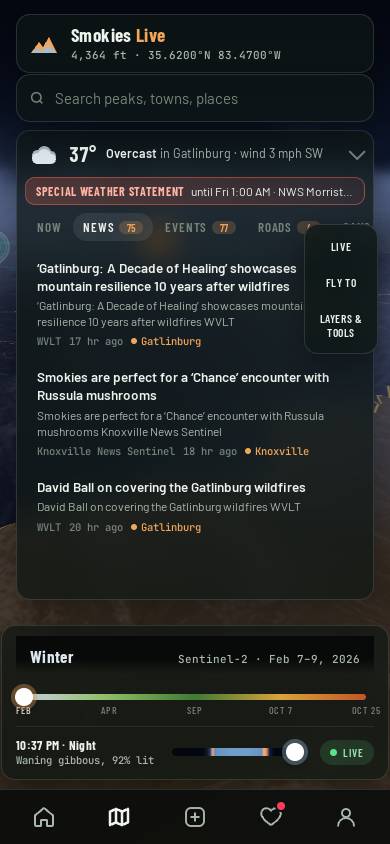 Smokies Live
4,364 ft · 35.6200°N 83.4700°W
Search peaks, towns, places
37° Overcast in Gatlinburg · wind 3 mph SW
SPECIAL WEATHER STATEMENT until Fri 1:00 AM · NWS Morrist...
NOW NEWS 75 EVENTS 77 ROADS
LIVE
FLY TO
LAYERS &
TOOLS
‘Gatlinburg: A Decade of Healing’ showcases
mountain resilience 10 years after wildfires
‘Gatlinburg: A Decade of Healing’ showcases mountai
resilience 10 years after wildfires WVLT
WVLT 17 hr ago Gatlinburg
Smokies are perfect for a ‘Chance’ encounter with
Russula mushrooms
Smokies are perfect for a ‘Chance’ encounter with Russula
mushrooms Knoxville News Sentinel
Knoxville News Sentinel 18 hr ago Knoxville
David Ball on covering the Gatlinburg wildfires
David Ball on covering the Gatlinburg wildfires WVLT
WVLT 20 hr ago Gatlinburg
Winter Sentinel-2 · Feb 7–9, 2026
FEB APR SEP OCT 7 OCT 25
10:37 PM · Night
Waning gibbous, 92% lit
LIVE